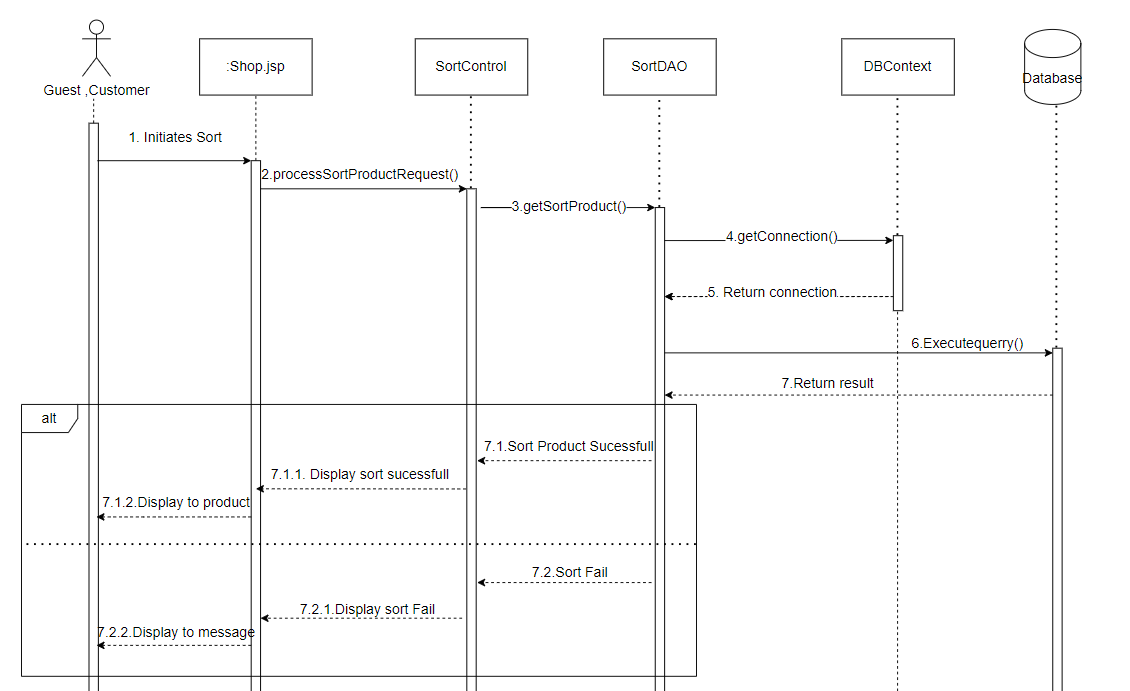 :Shop.jsp
SortControl
SortDAO
DBContext
Database
Guest ,Customer
1. Initiates Sort
2.processSortProductRequest()
3.getSortProduct()
4.getConnection()
5. Return connection
6.Executequerry()
7.Return result
alt
7.1.Sort Product Sucessfull
7.1.1. Display sort sucessfull
7.1.2.Display to product
7.2.Sort Fail
7.2.1.Display sort Fail
7.2.2.Display to message